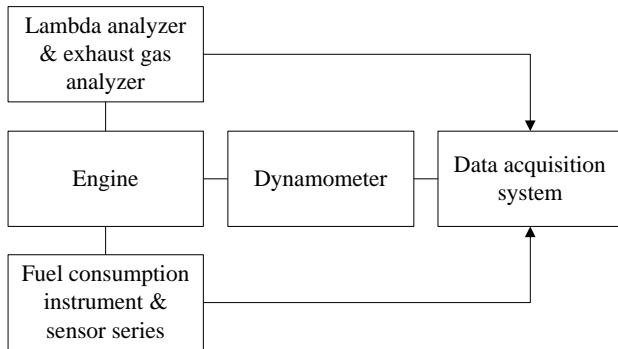 Lambda analyzer
& exhaust gas
analyzer
Engine
Dynamometer
Data acquisition
system
Fuel consumption
instrument &
sensor series